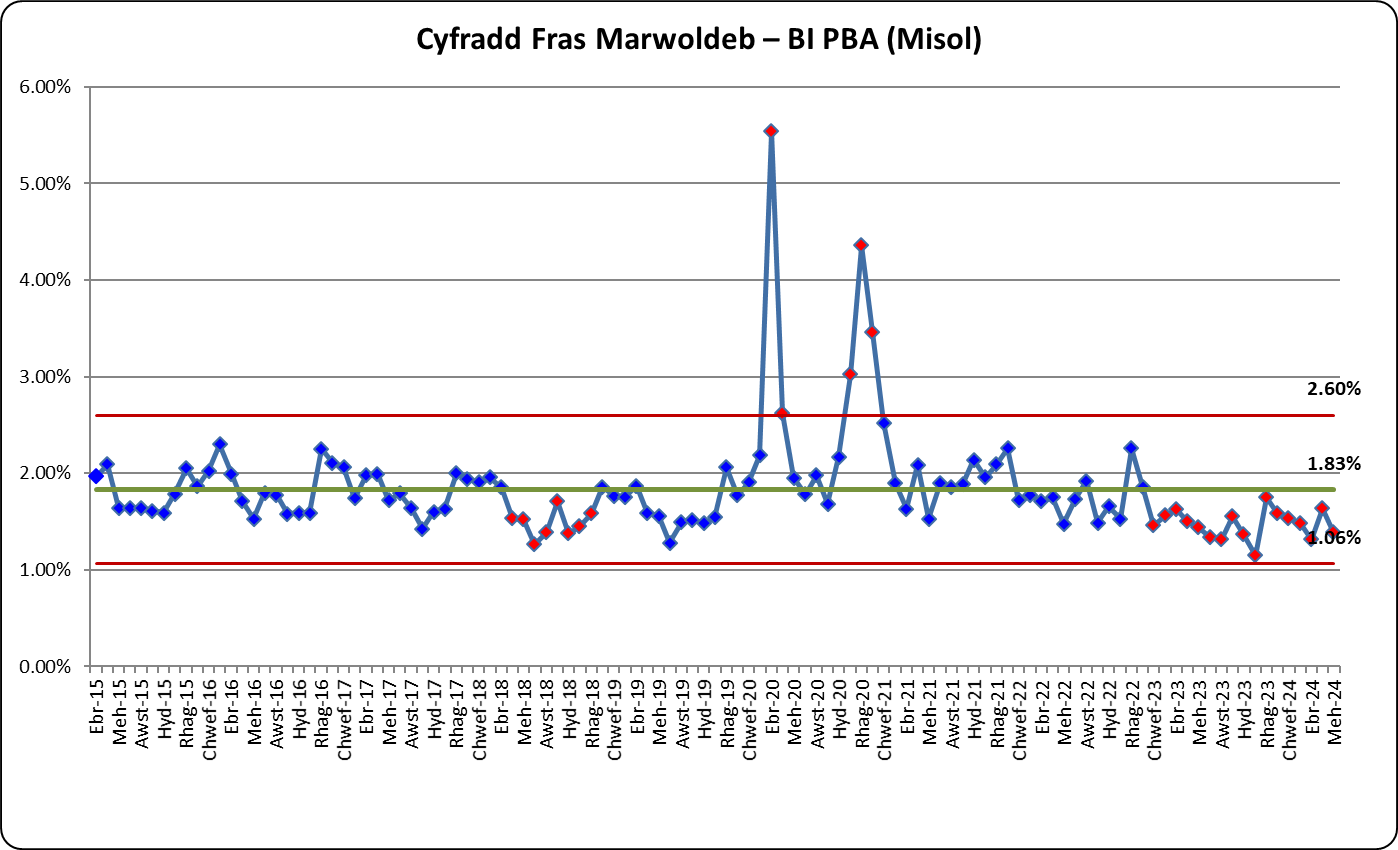 Cyfradd Fras Marwoldeb – BI PBA (Misol)
6.00%
5.00%
4.00%
3.00%
2.00%
1.00%
0.00%
2.60%
1.83%
1.06%
Ebr-15
Meh-15
Awst-15
Hyd-15
Rhag-15
Chwef-16
Ebr-16
Meh-16
Awst-16
Hyd-16
Rhag-16
Chwef-17
Ebr-17
Meh-17
Awst-17
Hyd-17
Rhag-17
Chwef-18
Ebr-18
Meh-18
Awst-18
Hyd-18
Rhag-18
Chwef-19
Ebr-19
Meh-19
Awst-19
Hyd-19
Rhag-19
Chwef-20
Ebr-20
Meh-20
Awst-20
Hyd-20
Rhag-20
Chwef-21
Ebr-21
Meh-21
Awst-21
Hyd-21
Rhag-21
Chwef-22
Ebr-22
Meh-22
Awst-22
Hyd-22
Rhag-22
Chwef-23
Ebr-23
Meh-23
Awst-23
Hyd-23
Rhag-23
Chwef-24
Ebr-24
Meh-24